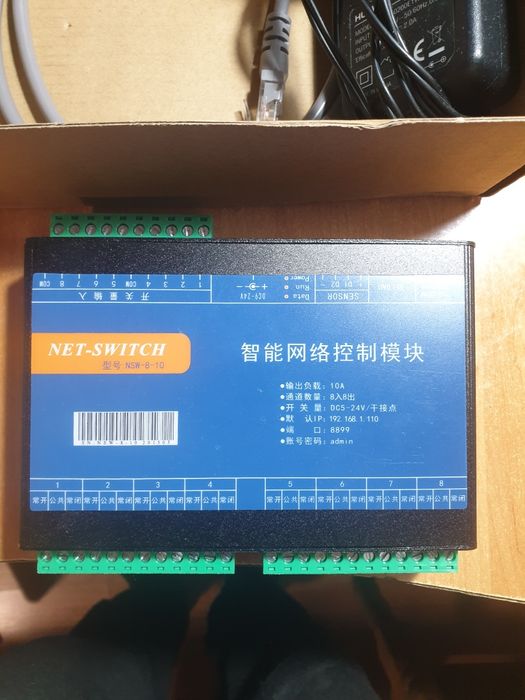 MODEL
INPUT
OUTPUT
CE
COM 8 7 6 5 COM 4 3 2 1
开关量输入
DC9-24V
- +
Power
Run
Data
+ D1 D2 -
SENSOR
NET-SWITCH
型号:NSW-8-10
智能网络控制模块
●输出负载：10A
●通道数量：8入8出
●开 关 量：DC5-24V/干接点
●默 认IP：192.168.1.110
●端 口：8899
●账号密码：admin
1 2 3 4 5 6 7 8
常开 公共 常闭 常开 公共 常闭 常开 公共 常闭 常开 公共 常闭 常开 公共 常闭 常开 公共 常闭 常开 公共 常闭 常开 公共 常闭